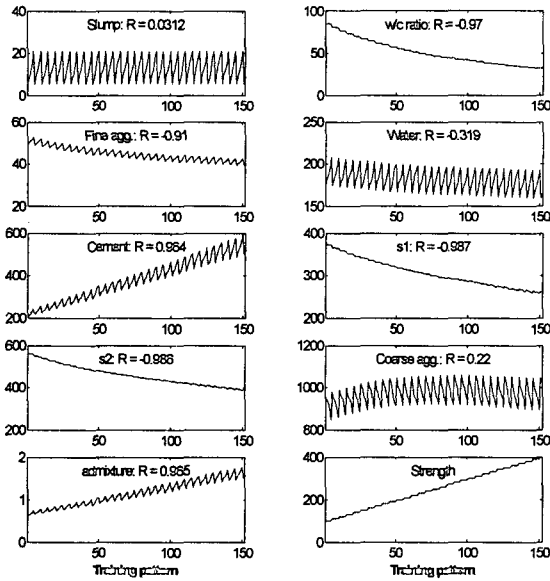 Slump: R = 0.0312
w/c ratio: R = -0.97
40
20
0
50 100 150
100
50
0
50 100 150
Fine agg.: R = -0.91
Water: R = -0.319
60
40
20
50 100 150
250
200
150
50 100 150
Cement: R = 0.964
s1: R = -0.987
600
400
200
50 100 150
400
300
200
50 100 150
s2: R = -0.986
Coarse agg.: R = 0.22
600
400
200
50 100 150
1200
1000
800
50 100 150
admixture: R = 0.965
Strength
2
1
0
50 100 150
400
200
0
50 100 150
Training pattern
Training pattern